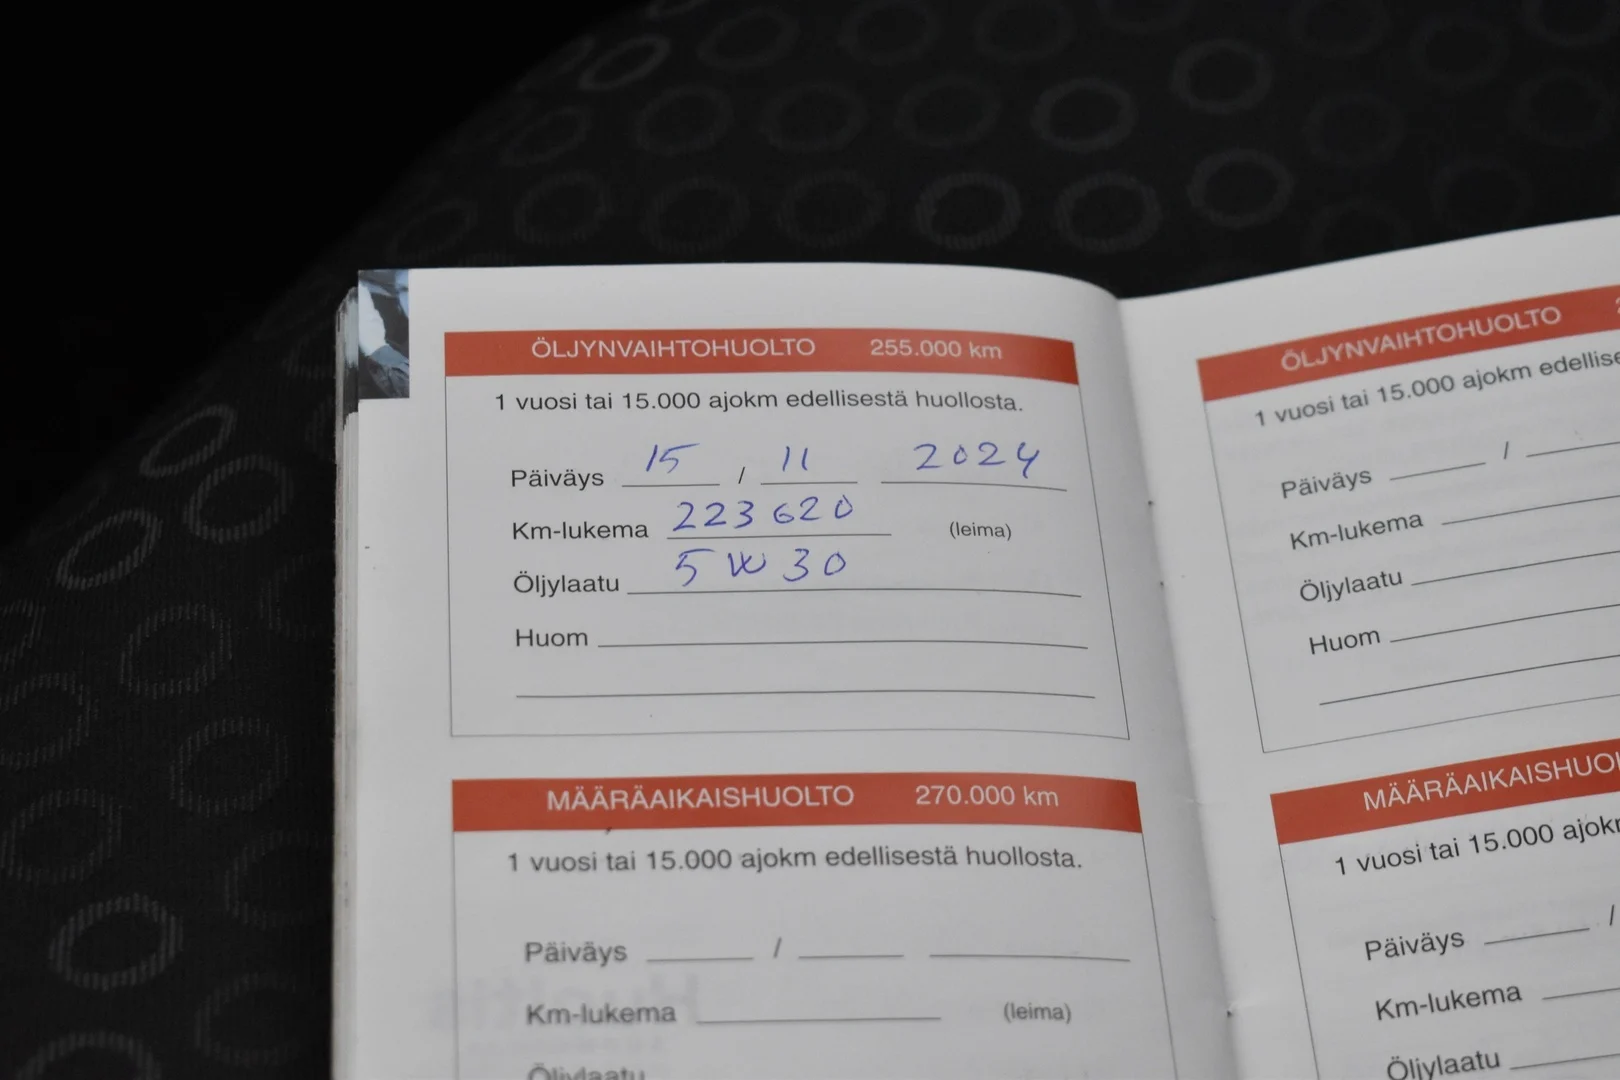 ÖLJYNVAIHTOHUOLTO 255.000 km
1 vuosi tai 15.000 ajokm edellisestä huollosta.
Päiväys 15 / 11 2024
Km-lukema 223620 (leima)
Öljylaatu 5W30
Huom
MÄÄRÄAIKAISHUOLTO 270.000 km
1 vuosi tai 15.000 ajokm edellisestä huollosta.
Päiväys /
Km-lukema (leima)
Öljylaatu
ÖLJYNVAIHTOHUOLTO
1 vuosi tai 15.000 ajokm
Päiväys /
Km-lukema
Öljylaatu
Huom
1 vuosi tai 15.000
Päiväys /
Km-lukema
Öljylaatu